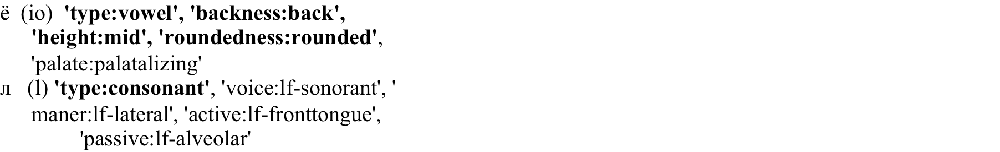 ё (io) 'type:vowel', 'backness:back',
'height:mid', 'roundedness:rounded',
'palate:palatalizing'
л (l) 'type:consonant', 'voice:lf-sonorant', '
maner:lf-lateral', 'active:lf-fronttongue',
'passive:lf-alveolar'